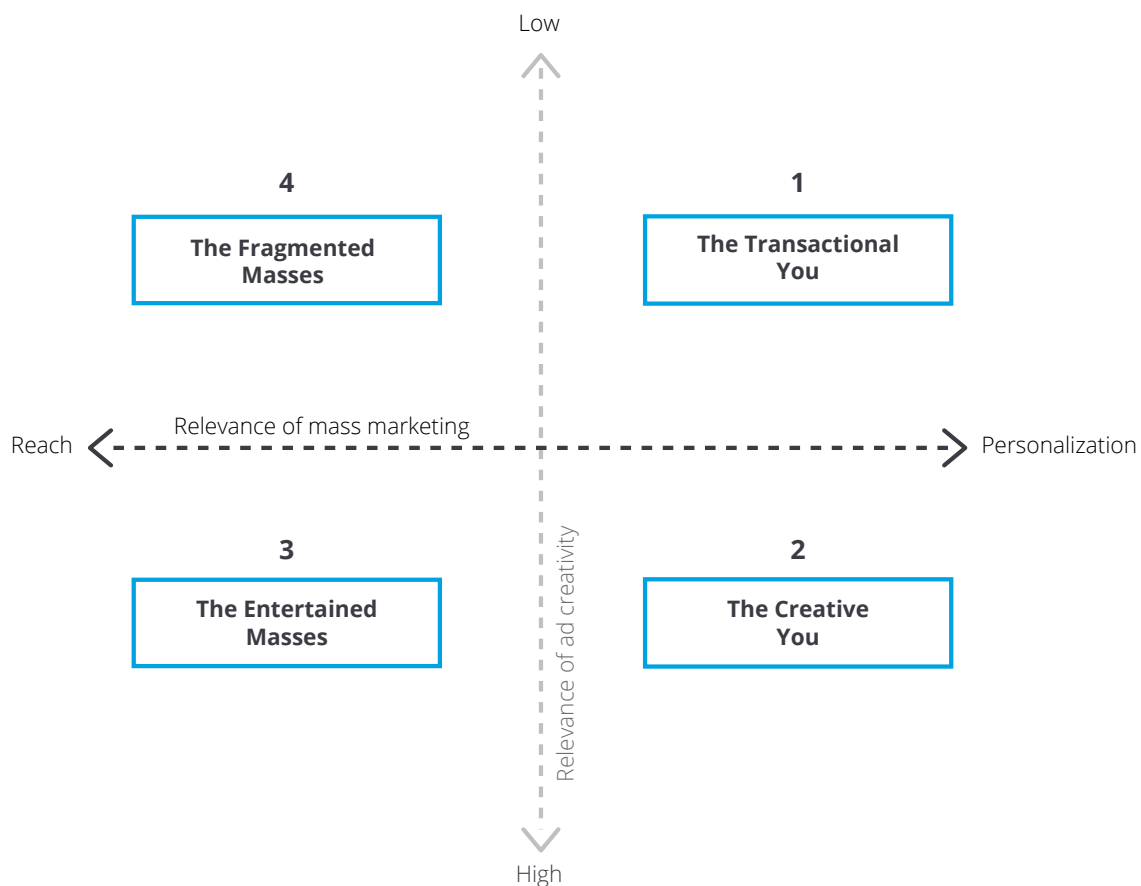 Low
4
The Fragmented
Masses
1
The Transactional
You
Relevance of mass marketing
Reach
Personalization
3
The Entertained
Masses
2
The Creative
You
Relevance of ad creativity
High